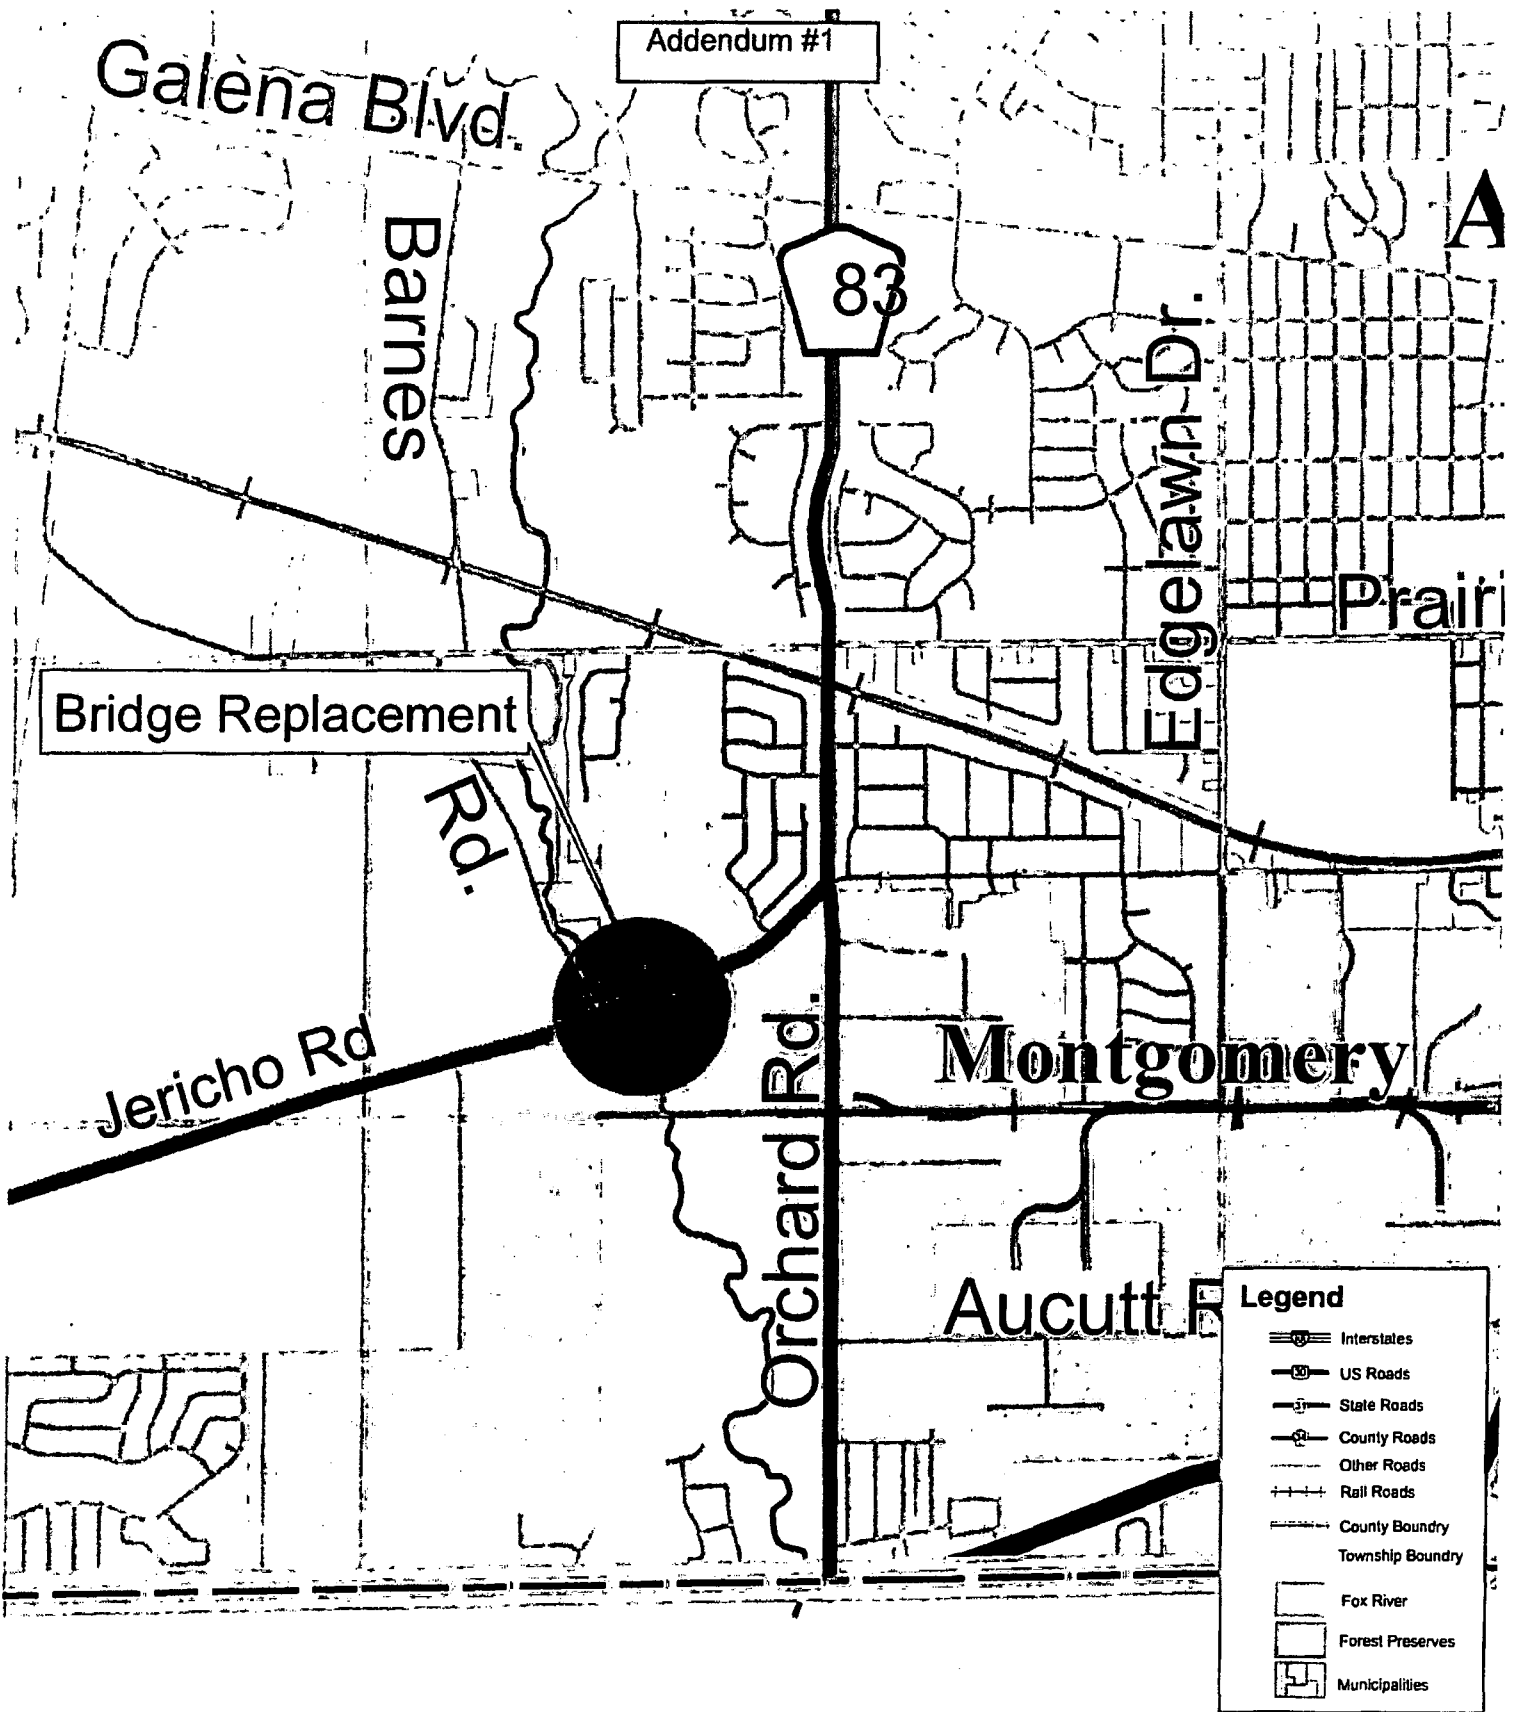 Addendum #1
Galena Blvd.
Barnes
83
A
Edgelawn Dr.
Prairi
Bridge Replacement
Rd.
Jericho Rd
Orchard Rd.
Montgomery
Aucutt R
Legend
Interstates
US Roads
State Roads
County Roads
Other Roads
Rail Roads
County Boundry
Township Boundry
Fox River
Forest Preserves
Municipalities